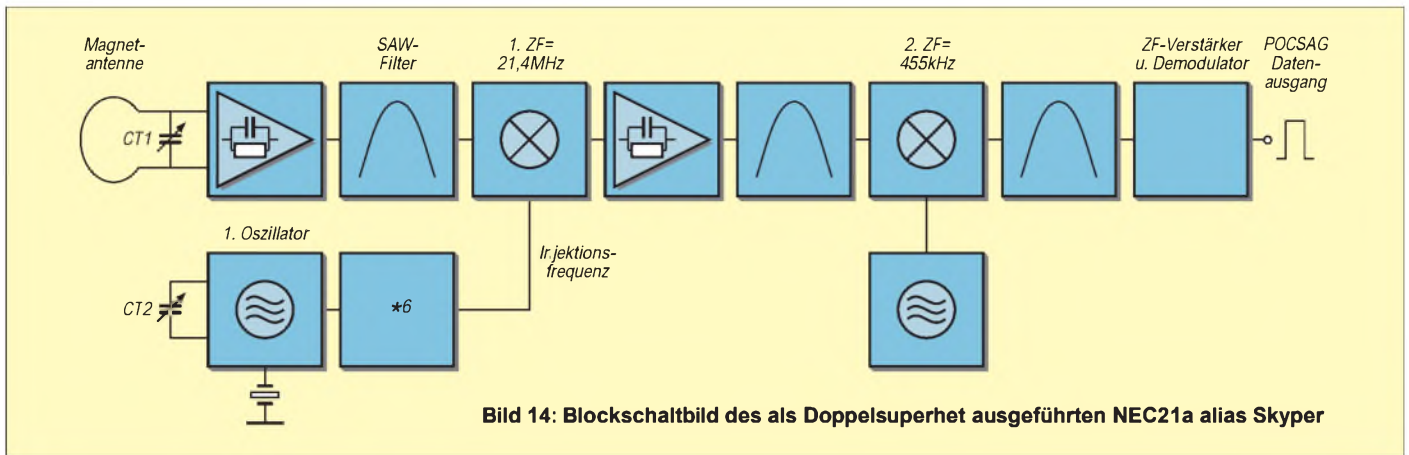 Magnet-
antenne
SAW-
Filter
1. ZF=
21,4MHz
2. ZF=
455kHz
ZF-Verstärker
u. Demodulator
POCSAG
Daten-
ausgang
CT1
1. Oszillator
Ir.jektions-
frequenz
CT2
*6
Bild 14: Blockschaltbild des als Doppelsuperhet ausgeführten NEC21a alias Skyper